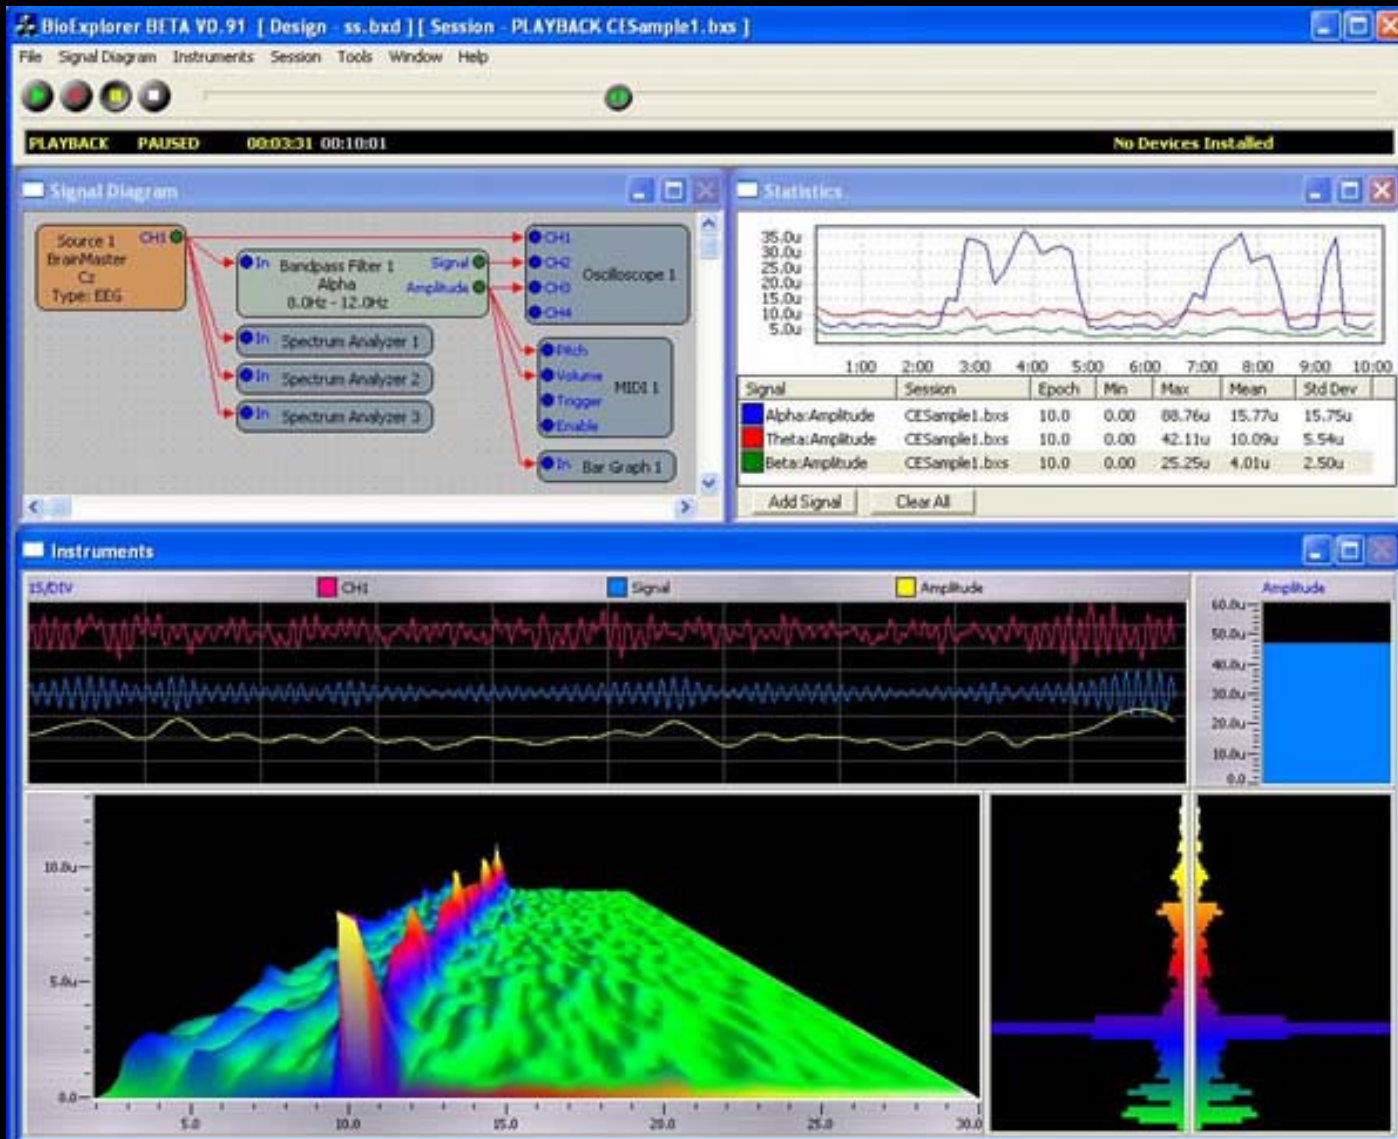 BioExplorer BETA V0.91 [ Design - ss.bxd ] [ Session - PLAYBACK CESample1.bxs ]
File Signal Diagram Instruments Session Tools Window Help
PLAYBACK PAUSED 00:03:31 00:10:01 No Devices Installed
Signal Diagram
Source 1 CH1
BrainMaster
Cz
Type: EEG
In Bandpass Filter 1 Signal
Alpha Amplitude
8.0Hz - 12.0Hz
In Spectrum Analyzer 1
In Spectrum Analyzer 2
In Spectrum Analyzer 3
CH1
CH2 Oscilloscope 1
CH3
CH4
Pitch
Volume MIDI 1
Trigger
Enable
In Bar Graph 1
Statistics
35.0u
30.0u
25.0u
20.0u
15.0u
10.0u
5.0u
1:00 2:00 3:00 4:00 5:00 6:00 7:00 8:00 9:00 10:00
Signal Session Epoch Min Max Mean Std Dev
Alpha:Amplitude CESample1.bxs 10.0 0.00 88.76u 15.77u 15.75u
Theta:Amplitude CESample1.bxs 10.0 0.00 42.11u 10.09u 5.54u
Beta:Amplitude CESample1.bxs 10.0 0.00 25.25u 4.01u 2.50u
Add Signal Clear All
Instruments
1S/DIV CH1 Signal Amplitude
Amplitude
60.0u
50.0u
40.0u
30.0u
20.0u
10.0u
0.0
10.0u
5.0u
0.0
5.0 10.0 15.0 20.0 25.0 30.0